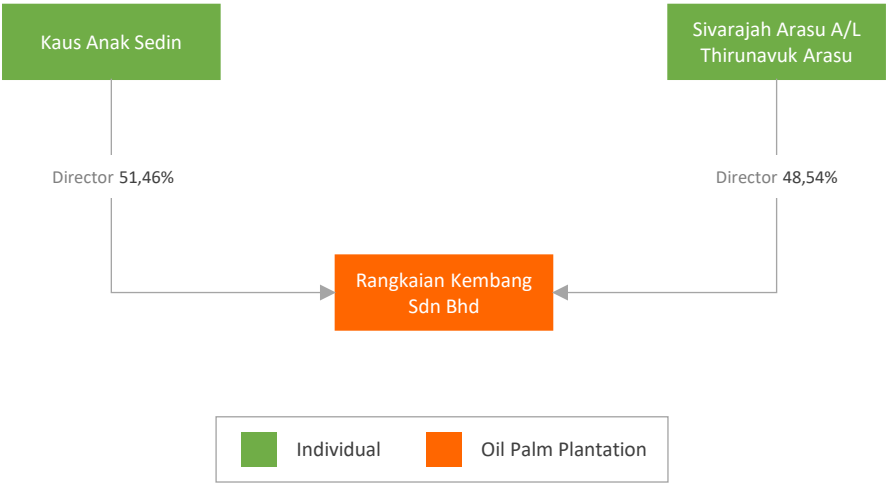 Kaus Anak Sedin
Sivarajah Arasu A/L
Thirunavuk Arasu
Director 51,46%
Director 48,54%
Rangkaian Kembang
Sdn Bhd
Individual
Oil Palm Plantation